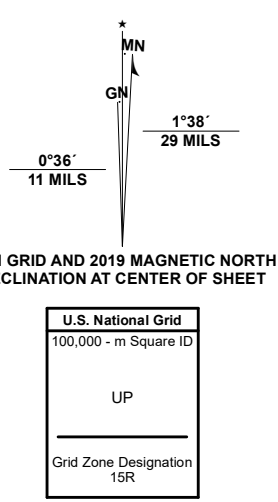 MN
GN
1°38´
29 MILS
0°36´
11 MILS
GRID AND 2019 MAGNETIC NORTH
CLINATION AT CENTER OF SHEET
U.S. National Grid
100,000 - m Square ID
UP
Grid Zone Designation
15R